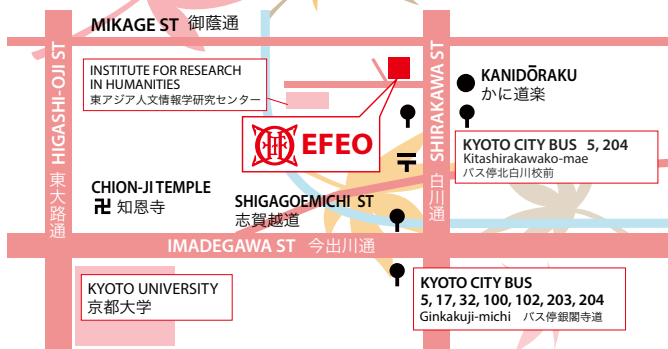 MIKAGE ST 御蔭通
HIGASHI-OJI ST 東大路通
INSTITUTE FOR RESEARCH
IN HUMANITIES
東アジア人文情報学研究センター
EFEO
SHIRAKAWA ST 白川通
KANIDŌRAKU
かに道楽
KYOTO CITY BUS 5, 204
Kitashirakawako-mae
バス停北白川校前
CHION-JI TEMPLE
卍 知恩寺
SHIGAGOEMICHI ST
志賀越道
IMADEGAWA ST 今出川通
KYOTO UNIVERSITY
京都大学
KYOTO CITY BUS
5, 17, 32, 100, 102, 203, 204
Ginkakuji-michi バス停銀閣寺道